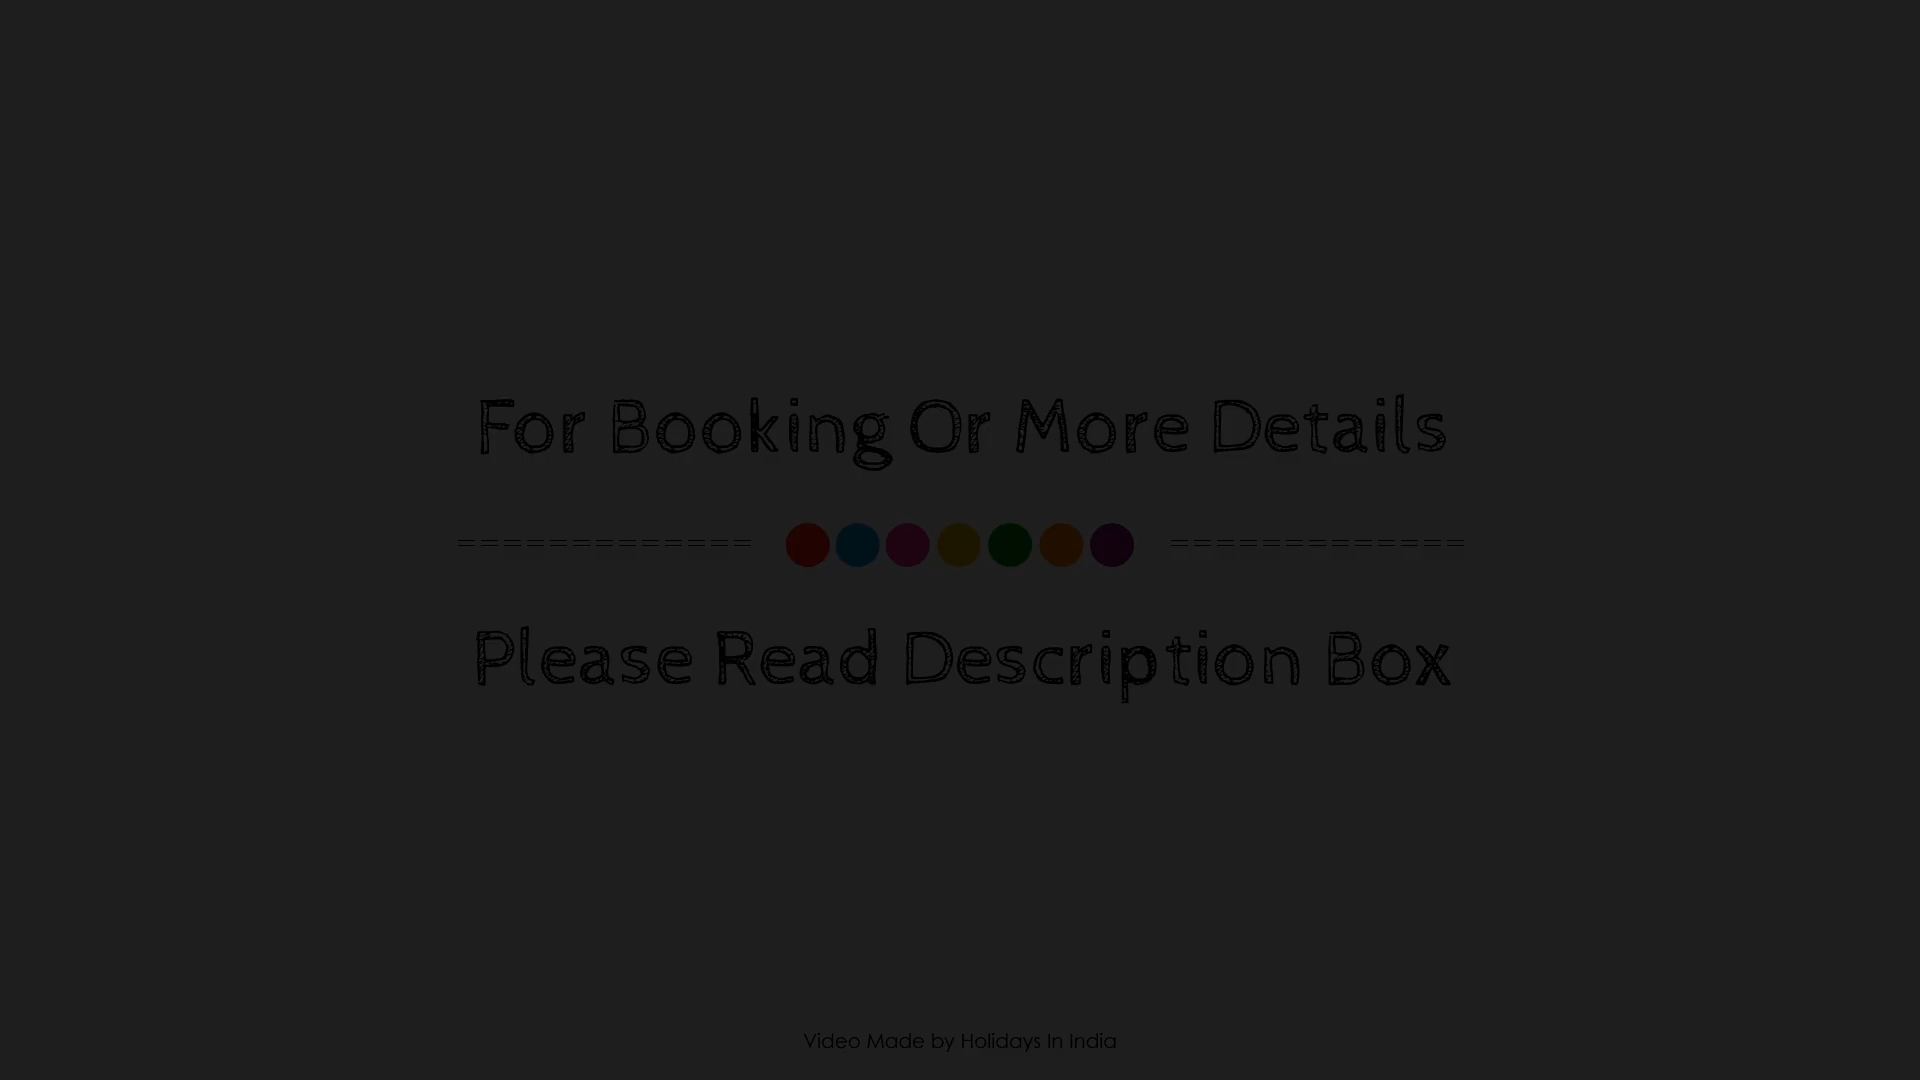 For Booking Or More Details
============= =============
Please Read Description Box
Video Made by Holidays In India